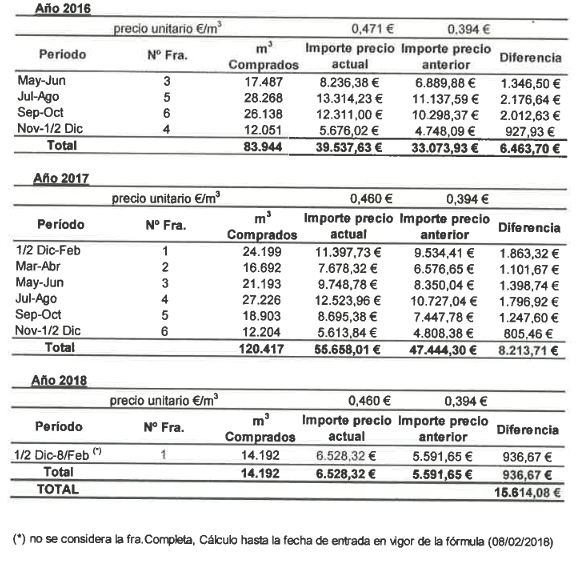 Año 2016
precio unitario €/m³ 0,471 € 0,394 €
Período Nº Fra. m³ Comprados Importe precio actual Importe precio anterior Diferencia
May-Jun 3 17.487 8.236,38 € 6.889,88 € 1.346,50 €
Jul-Ago 5 28.268 13.314,23 € 11.137,59 € 2.176,64 €
Sep-Oct 6 26.138 12.311,00 € 10.298,37 € 2.012,63 €
Nov-1/2 Dic 4 12.051 5.676,02 € 4.748,09 € 927,93 €
Total 83.944 39.537,63 € 33.073,93 € 6.463,70 €
Año 2017
precio unitario €/m³ 0,460 € 0,394 €
Período Nº Fra. m³ Comprados Importe precio actual Importe precio anterior Diferencia
1/2 Dic-Feb 1 24.199 11.397,73 € 9.534,41 € 1.863,32 €
Mar-Abr 2 16.692 7.678,32 € 6.576,65 € 1.101,67 €
May-Jun 3 21.193 9.748,78 € 8.350,04 € 1.398,74 €
Jul-Ago 4 27.226 12.523,96 € 10.727,04 € 1.796,92 €
Sep-Oct 5 18.903 8.695,38 € 7.447,78 € 1.247,60 €
Nov-1/2 Dic 6 12.204 5.613,84 € 4.808,38 € 805,46 €
Total 120.417 55.658,01 € 47.444,30 € 8.213,71 €
Año 2018
precio unitario €/m³ 0,460 € 0,394 €
Período Nº Fra. m³ Comprados Importe precio actual Importe precio anterior Diferencia
1/2 Dic-8/Feb (*) 1 14.192 6.528,32 € 5.591,65 € 936,67 €
Total 14.192 6.528,32 € 5.591,65 € 936,67 €
TOTAL 15.614,08 €
(*) no se considera la fra.Completa, Cálculo hasta la fecha de entrada en vigor de la fórmula (08/02/2018)